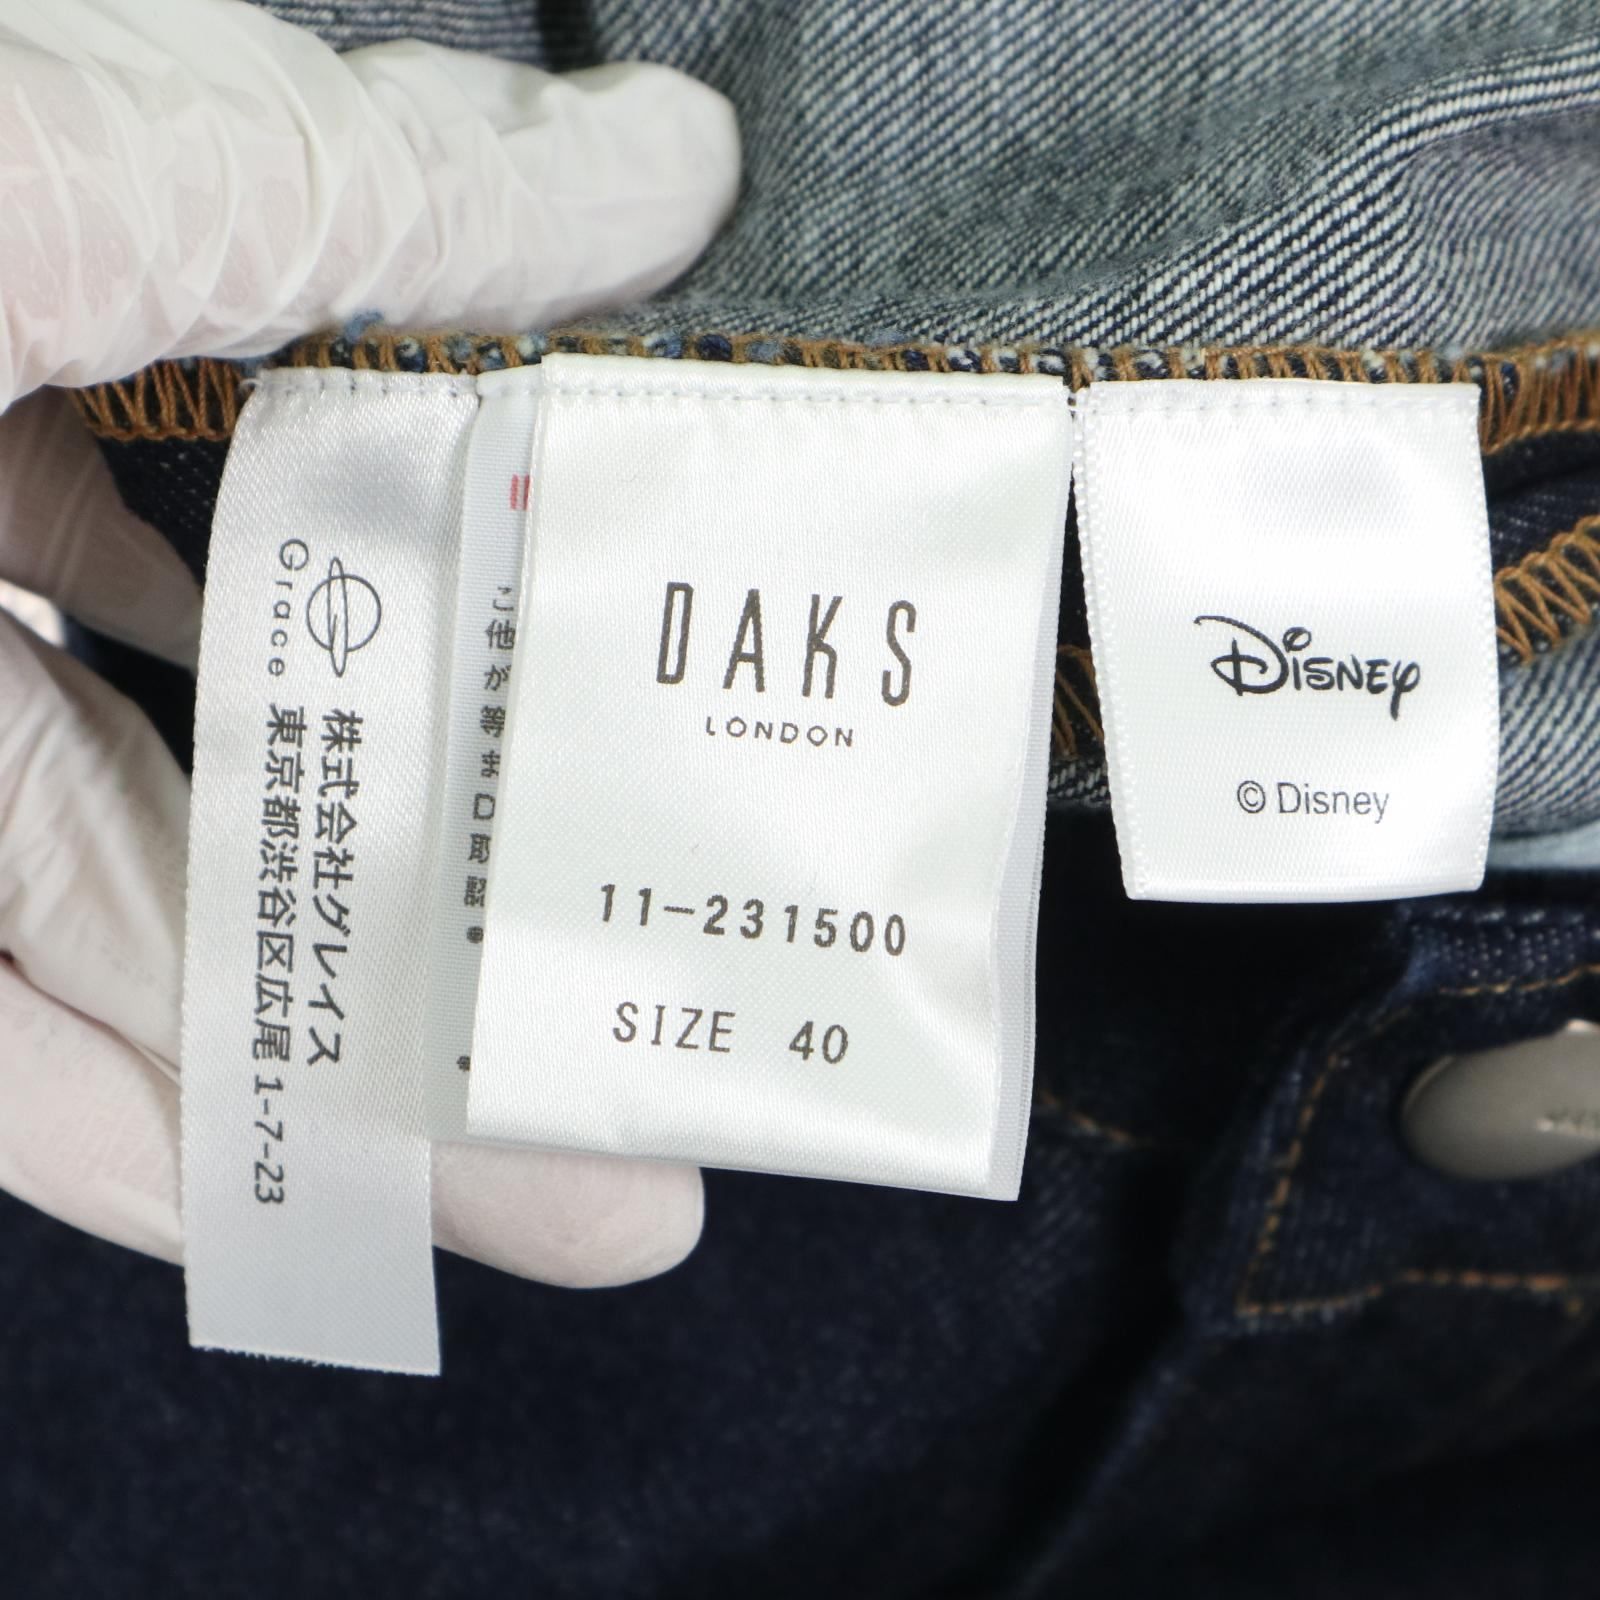 Grace
株式会社グレイス
東京都渋谷区広尾 1-7-23
DAKS
LONDON
11-231500
SIZE 40
Disney
© Disney